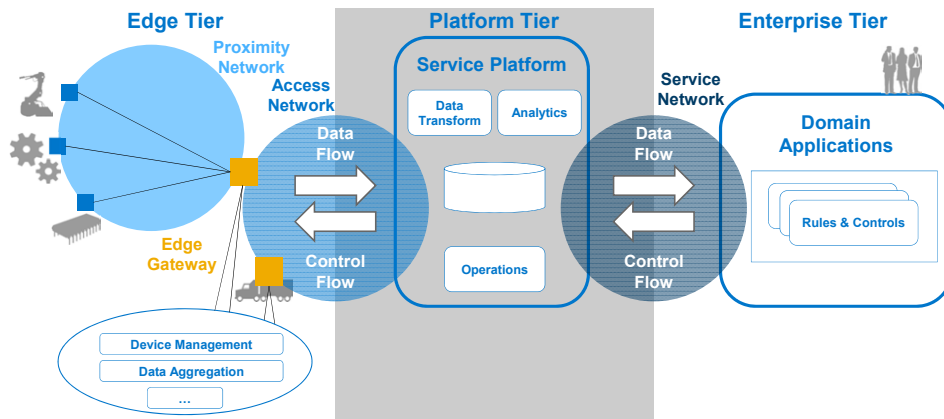 Edge Tier
Platform Tier
Enterprise Tier
Proximity
Network
Access
Network
Service Platform
Service
Network
Data
Transform
Analytics
Data
Flow
Data
Flow
Domain
Applications
Rules & Controls
Edge
Gateway
Control
Flow
Operations
Control
Flow
Device Management
Data Aggregation
...